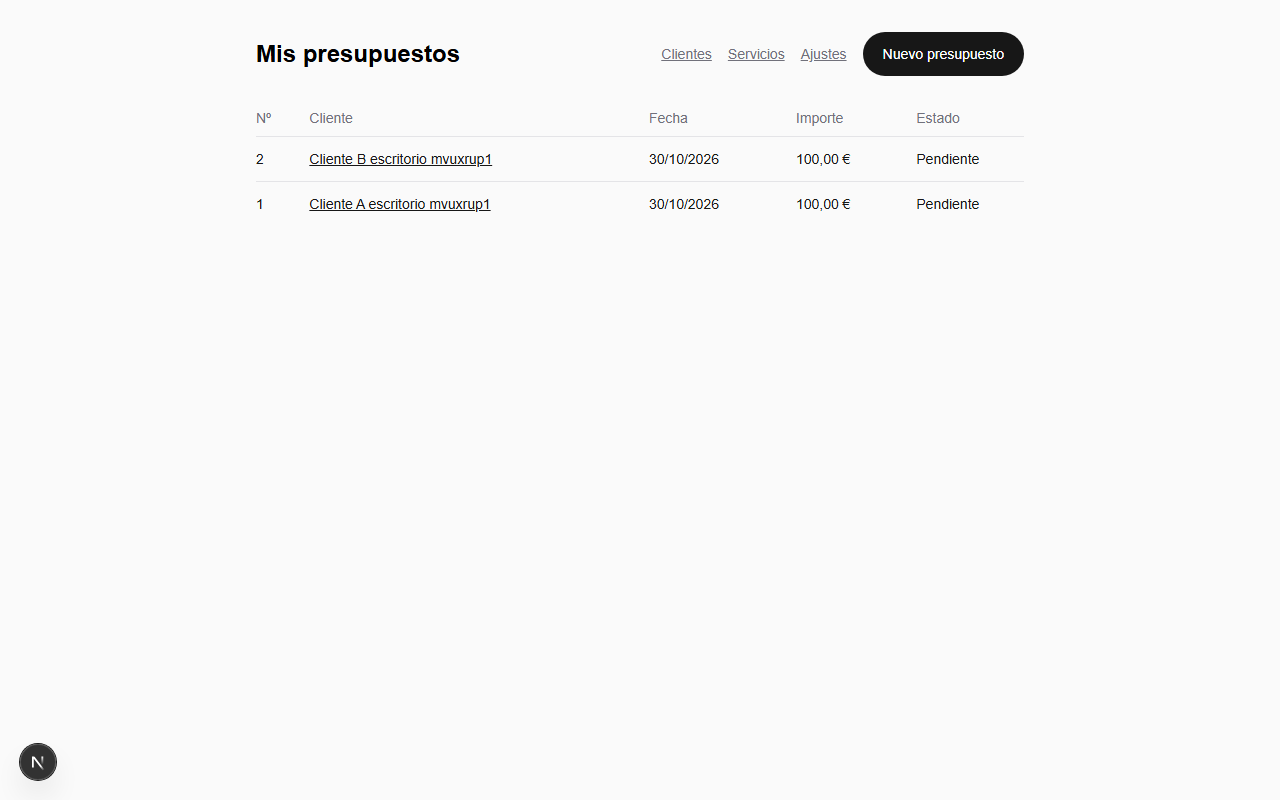 Mis presupuestos Clientes Servicios Ajustes Nuevo presupuesto
Nº Cliente Fecha Importe Estado
2 Cliente B escritorio mvuxrup1 30/10/2026 100,00 € Pendiente
1 Cliente A escritorio mvuxrup1 30/10/2026 100,00 € Pendiente
N